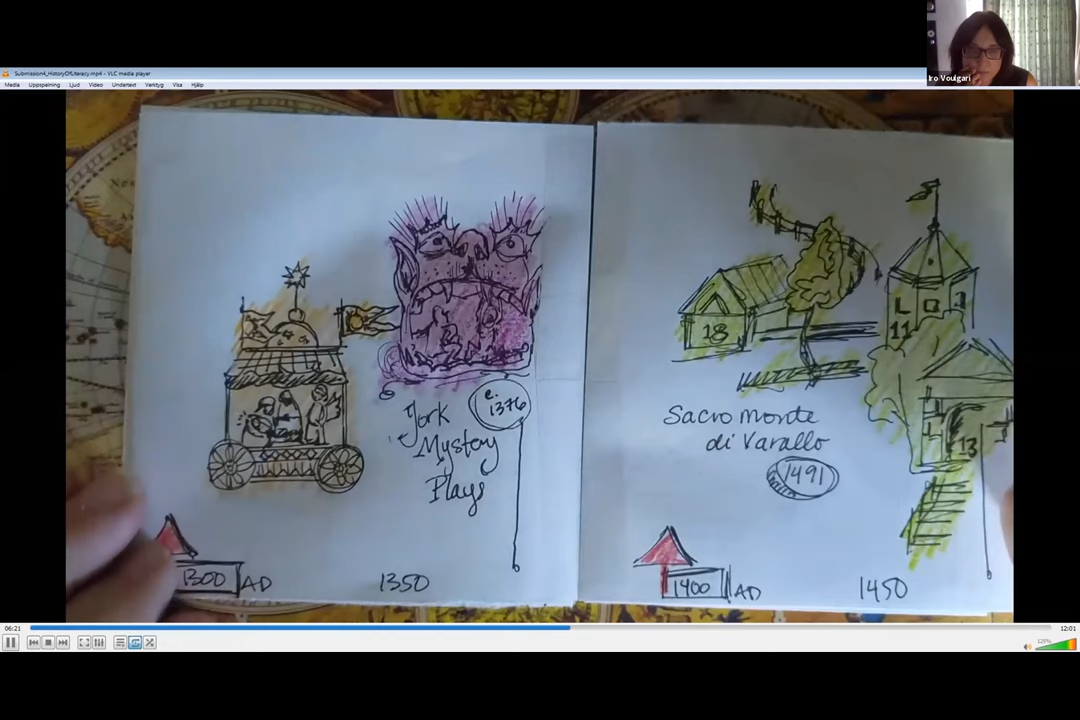 Submission4_HistoryOfLiteracy.mp4 - VLC media player
Media Uppspelning Ljud Video Undertext Verktyg Visa Hjälp
Iro Voulgari
York
Mystery
Plays
c. 1376
1300 AD
1350
18
L
11
13
Sacro Monte
di Varallo
1491
1400 AD
1450
06:21
12:01
125%